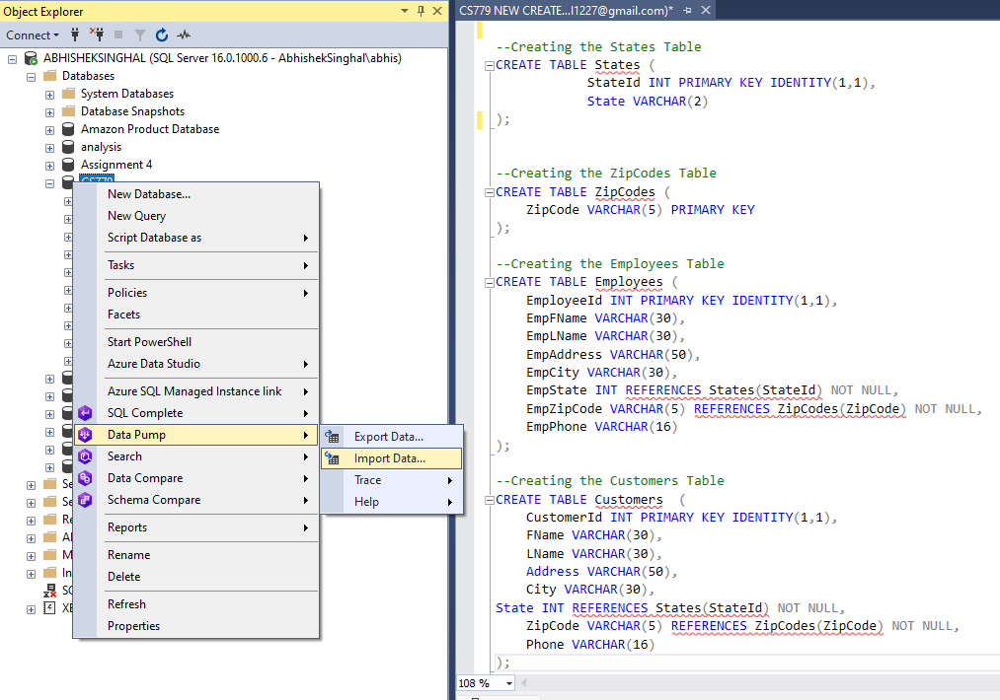 Object Explorer
Connect
ABHISHEKSINGHAL (SQL Server 16.0.1000.6 - AbhishekSinghal\abhis)
Databases
System Databases
Database Snapshots
Amazon Product Database
analysis
Assignment 4
CS779
New Database...
New Query
Script Database as
Tasks
Policies
Facets
Start PowerShell
Azure Data Studio
Azure SQL Managed Instance link
SQL Complete
Data Pump
Search
Data Compare
Schema Compare
Reports
Rename
Delete
Refresh
Properties
Export Data...
Import Data...
Trace
Help
Se
Se
Re
M
In
XE
CS779 NEW CREATE...l1227@gmail.com)*
--Creating the States Table
CREATE TABLE States (
StateId INT PRIMARY KEY IDENTITY(1,1),
State VARCHAR(2)
);
--Creating the ZipCodes Table
CREATE TABLE ZipCodes (
ZipCode VARCHAR(5) PRIMARY KEY
);
--Creating the Employees Table
CREATE TABLE Employees (
EmployeeId INT PRIMARY KEY IDENTITY(1,1),
EmpFName VARCHAR(30),
EmpLName VARCHAR(30),
EmpAddress VARCHAR(50),
EmpCity VARCHAR(30),
EmpState INT REFERENCES States(StateId) NOT NULL,
EmpZipCode VARCHAR(5) REFERENCES ZipCodes(ZipCode) NOT NULL,
EmpPhone VARCHAR(16)
);
--Creating the Customers Table
CREATE TABLE Customers (
CustomerId INT PRIMARY KEY IDENTITY(1,1),
FName VARCHAR(30),
LName VARCHAR(30),
Address VARCHAR(50),
City VARCHAR(30),
State INT REFERENCES States(StateId) NOT NULL,
ZipCode VARCHAR(5) REFERENCES ZipCodes(ZipCode) NOT NULL,
Phone VARCHAR(16)
);
108 %